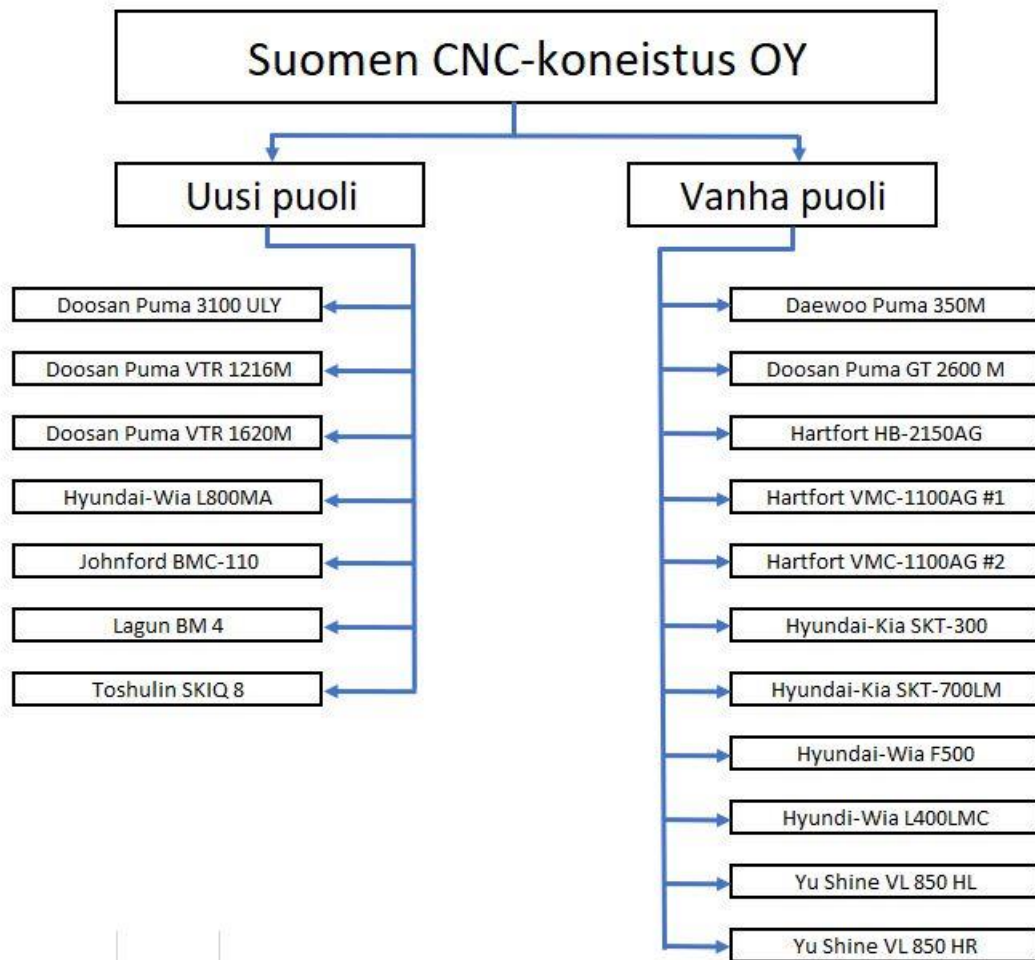 Suomen CNC-koneistus OY
Uusi puoli
Vanha puoli
Doosan Puma 3100 ULY
Doosan Puma VTR 1216M
Doosan Puma VTR 1620M
Hyundai-Wia L800MA
Johnford BMC-110
Lagun BM 4
Toshulin SKIQ 8
Daewoo Puma 350M
Doosan Puma GT 2600 M
Hartfort HB-2150AG
Hartfort VMC-1100AG #1
Hartfort VMC-1100AG #2
Hyundai-Kia SKT-300
Hyundai-Kia SKT-700LM
Hyundai-Wia F500
Hyundi-Wia L400LMC
Yu Shine VL 850 HL
Yu Shine VL 850 HR